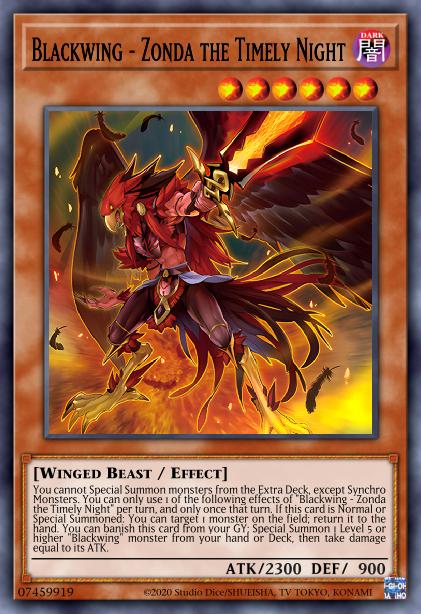 Blackwing - Zonda the Timely Night
DARK
闇
[Winged Beast / Effect]
You cannot Special Summon monsters from the Extra Deck, except Synchro
Monsters. You can only use 1 of the following effects of "Blackwing - Zonda
the Timely Night" per turn, and only once that turn. If this card is Normal or
Special Summoned: You can target 1 monster on the field; return it to the
hand. You can banish this card from your GY; Special Summon 1 Level 5 or
higher "Blackwing" monster from your hand or Deck, then take damage
equal to its ATK.
ATK/2300 DEF/ 900
07459919
©2020 Studio Dice/SHUEISHA, TV TOKYO, KONAMI